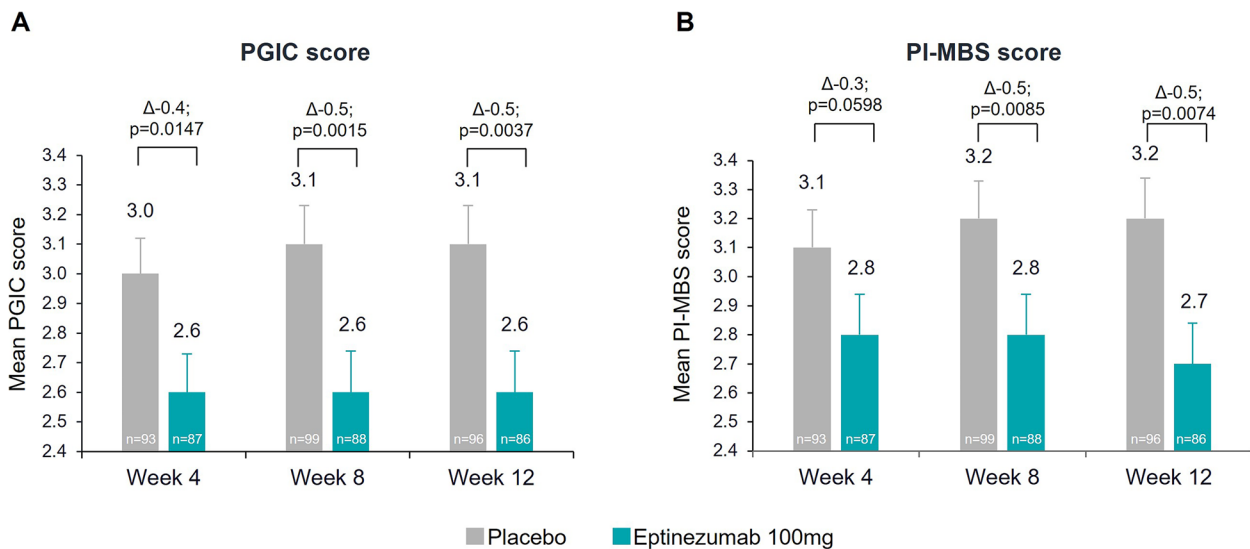 A
PGIC score
Δ-0.4;
p=0.0147
Δ-0.5;
p=0.0015
Δ-0.5;
p=0.0037
Mean PGIC score
3.4
3.3
3.2
3.1
3.0
2.9
2.8
2.7
2.6
2.5
2.4
3.0
2.6
3.1
2.6
3.1
2.6
n=93
n=87
n=99
n=88
n=96
n=86
Week 4
Week 8
Week 12
B
PI-MBS score
Δ-0.3;
p=0.0598
Δ-0.5;
p=0.0085
Δ-0.5;
p=0.0074
Mean PI-MBS score
3.4
3.3
3.2
3.1
3.0
2.9
2.8
2.7
2.6
2.5
2.4
3.1
2.8
3.2
2.8
3.2
2.7
n=93
n=87
n=99
n=88
n=96
n=86
Week 4
Week 8
Week 12
Placebo
Eptinezumab 100mg